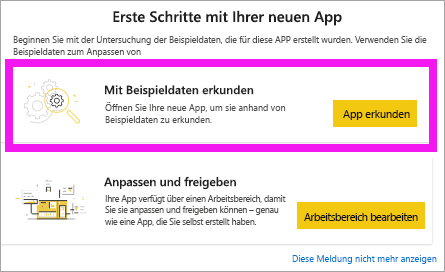 Erste Schritte mit Ihrer neuen App
Beginnen Sie mit der Untersuchung der Beispieldaten, die für diese APP erstellt wurden. Verwenden Sie die
Beispieldaten zum Anpassen von
Mit Beispieldaten erkunden
Öffnen Sie Ihre neue App, um sie anhand von
Beispieldaten zu erkunden.
App erkunden
Anpassen und freigeben
Ihre App verfügt über einen Arbeitsbereich, damit
Sie sie anpassen und freigeben können – genau
wie eine App, die Sie selbst erstellt haben.
Arbeitsbereich bearbeiten
Diese Meldung nicht mehr anzeigen